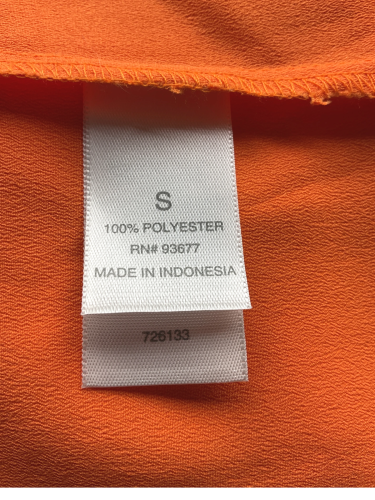 S
100% POLYESTER
RN# 93677
MADE IN INDONESIA
726133